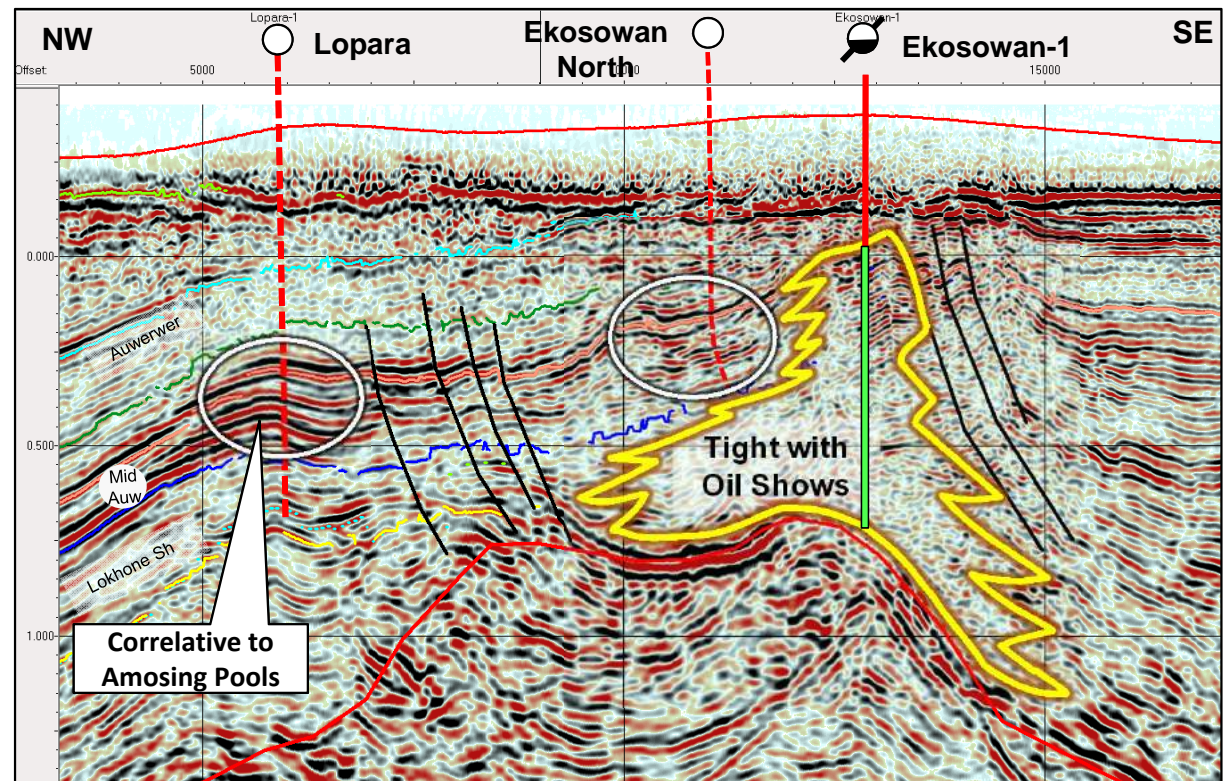 Lopara-1
Ekosowan-1
NW
Lopara
Ekosowan
North
Ekosowan-1
SE
Offset:
5000
15000
0.000
Auwerwer
0.500
Mid
Auw
Tight with
Oil Shows
Lokhone Sh
1.000
Correlative to
Amosing Pools